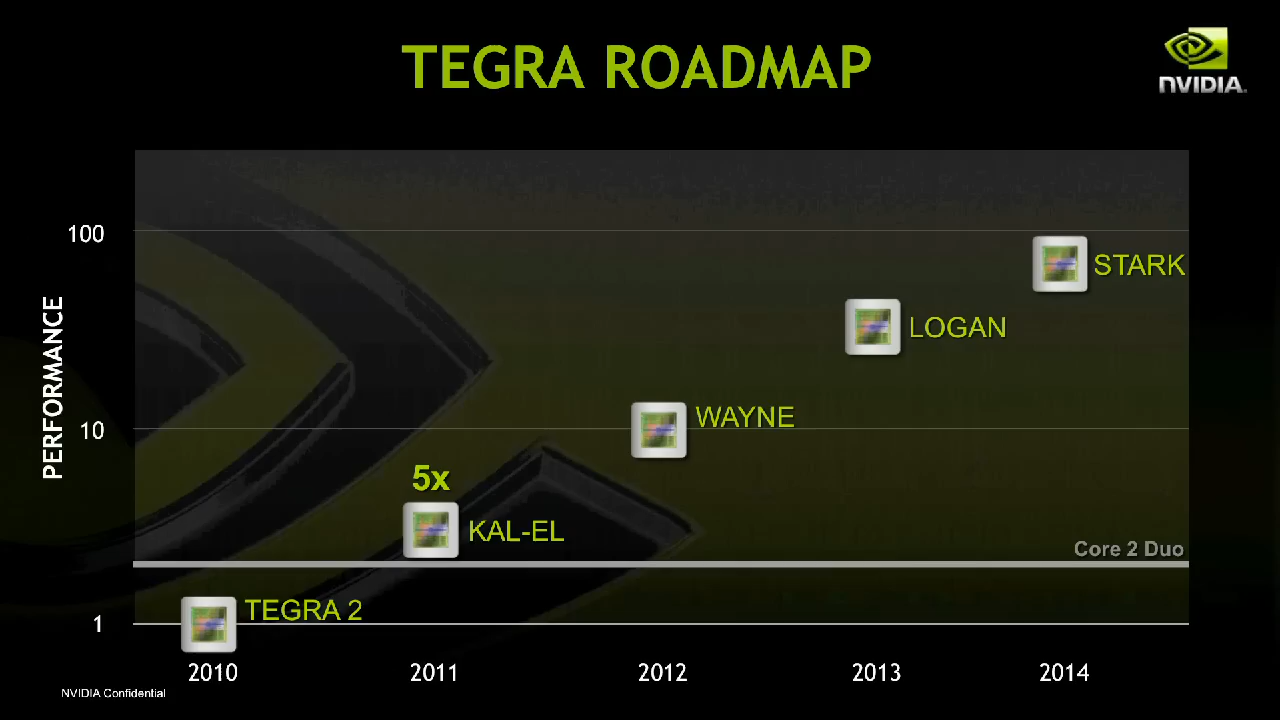 TEGRA ROADMAP
NVIDIA
PERFORMANCE
100
10
1
STARK
LOGAN
WAYNE
5x
KAL-EL
Core 2 Duo
TEGRA 2
2010 2011 2012 2013 2014
NVIDIA Confidential